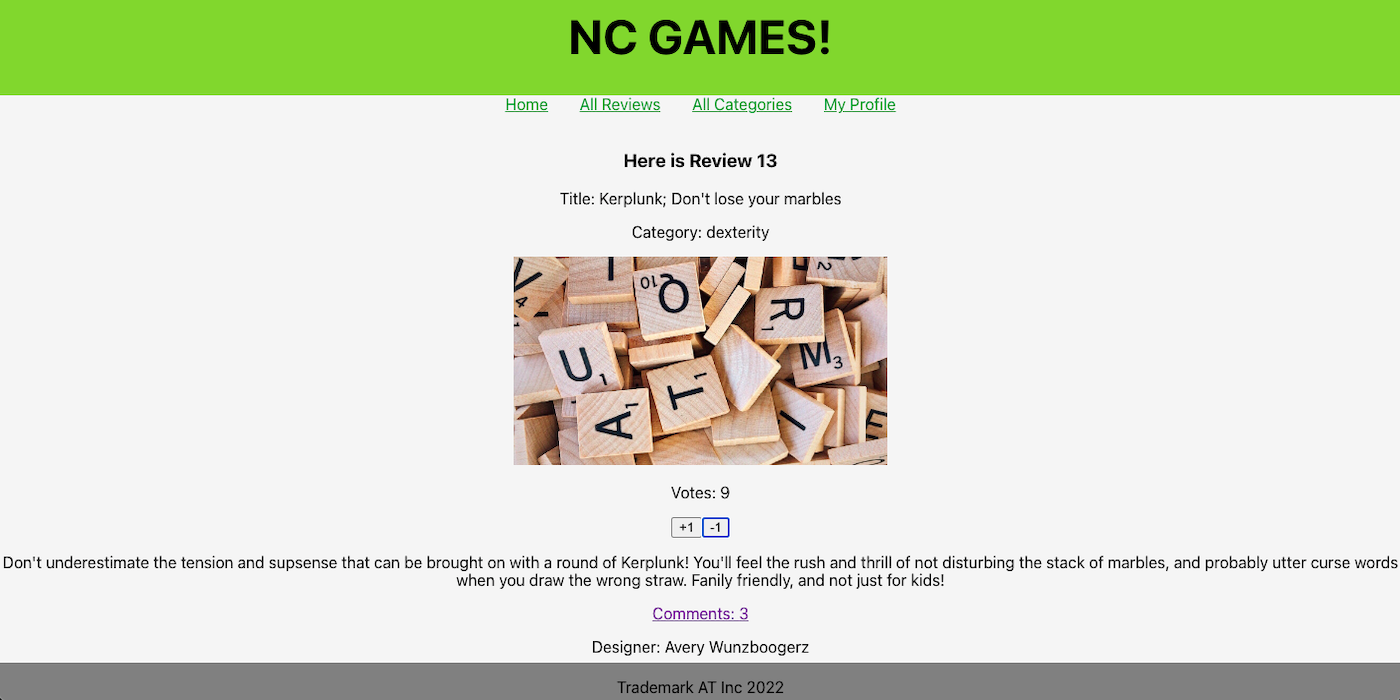 NC GAMES!
Home All Reviews All Categories My Profile
Here is Review 13
Title: Kerplunk; Don't lose your marbles
Category: dexterity
V 4 I Q 10 R 1 2
U 1 T 1 M 3
A 1 I E
Votes: 9
+1 -1
Don't underestimate the tension and supsense that can be brought on with a round of Kerplunk! You'll feel the rush and thrill of not disturbing the stack of marbles, and probably utter curse words
when you draw the wrong straw. Fanily friendly, and not just for kids!
Comments: 3
Designer: Avery Wunzboogerz
Trademark AT Inc 2022